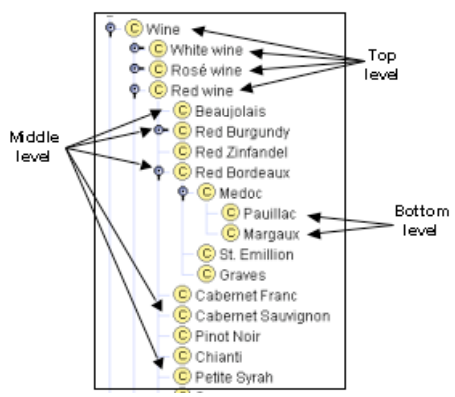 C Wine
C White wine
C Rosé wine
C Red wine
C Beaujolais
C Red Burgundy
C Red Zinfandel
C Red Bordeaux
C Medoc
C Pauillac
C Margaux
C St. Emillion
C Graves
C Cabernet Franc
C Cabernet Sauvignon
C Pinot Noir
C Chianti
C Petite Syrah
Top
level
Middle
level
Bottom
level